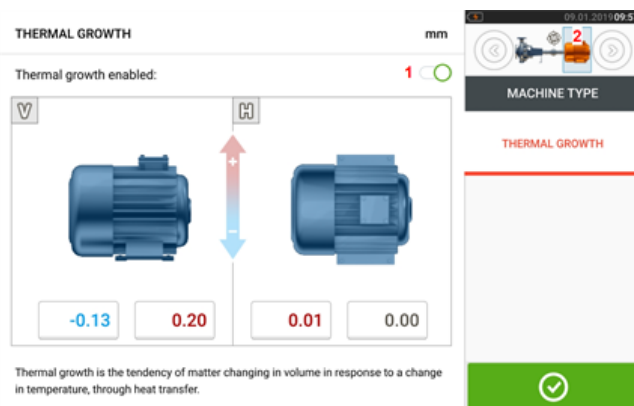 THERMAL GROWTH
mm
Thermal growth enabled:
1
V
H
+
-
-0.13
0.20
0.01
0.00
Thermal growth is the tendency of matter changing in volume in response to a change
in temperature, through heat transfer.
09.01.2019 09:5
2
MACHINE TYPE
THERMAL GROWTH